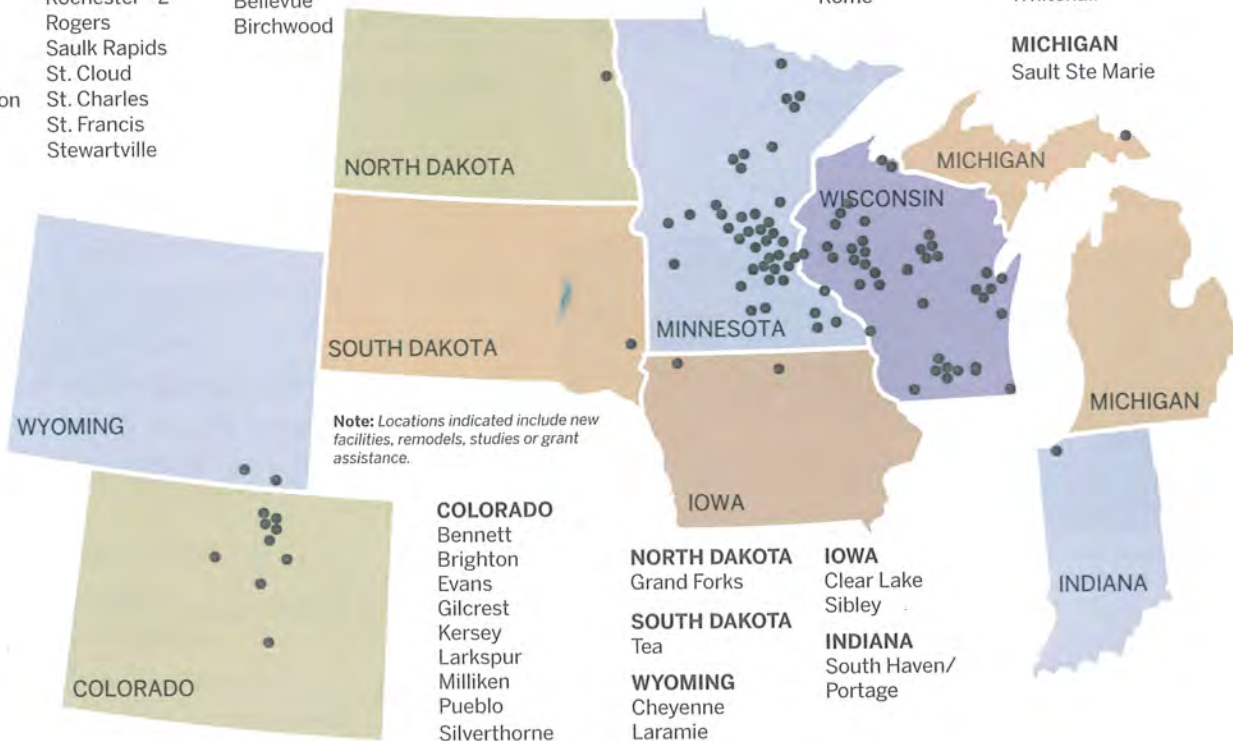 Rogers
Saulk Rapids
St. Cloud
St. Charles
St. Francis
Stewartville
Bellevue
Birchwood
MICHIGAN
Sault Ste Marie
NORTH DAKOTA
SOUTH DAKOTA
MINNESOTA
WISCONSIN
MICHIGAN
MICHIGAN
WYOMING
COLORADO
IOWA
INDIANA
Note: Locations indicated include new
facilities, remodels, studies or grant
assistance.
COLORADO
Bennett
Brighton
Evans
Gilcrest
Kersey
Larkspur
Milliken
Pueblo
Silverthorne
NORTH DAKOTA
Grand Forks
SOUTH DAKOTA
Tea
WYOMING
Cheyenne
Laramie
IOWA
Clear Lake
Sibley
INDIANA
South Haven/
Portage